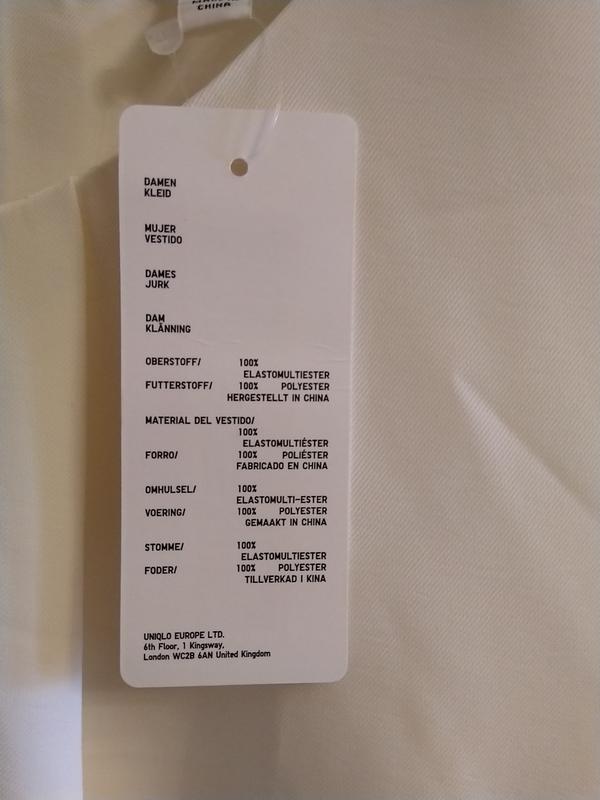 CHINA
DAMEN
KLEID
MUJER
VESTIDO
DAMES
JURK
DAM
KLÄNNING
OBERSTOFF/ 100%
ELASTOMULTIESTER
FUTTERSTOFF/ 100% POLYESTER
HERGESTELLT IN CHINA
MATERIAL DEL VESTIDO/
100%
ELASTOMULTIÉSTER
FORRO/ 100% POLIÉSTER
FABRICADO EN CHINA
OMHULSEL/ 100%
ELASTOMULTI-ESTER
VOERING/ 100% POLYESTER
GEMAAKT IN CHINA
STOMME/ 100%
ELASTOMULTIESTER
FODER/ 100% POLYESTER
TILLVERKAD I KINA
UNIQLO EUROPE LTD.
6th Floor, 1 Kingsway,
London WC2B 6AN United Kingdom